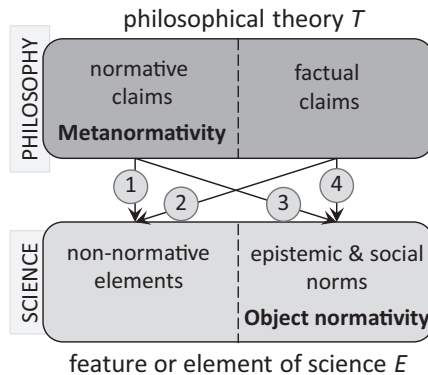 philosophical theory T
PHILOSOPHY
normative
claims
Metanormativity
factual
claims
1
2
3
4
SCIENCE
non-normative
elements
epistemic & social
norms
Object normativity
feature or element of science E